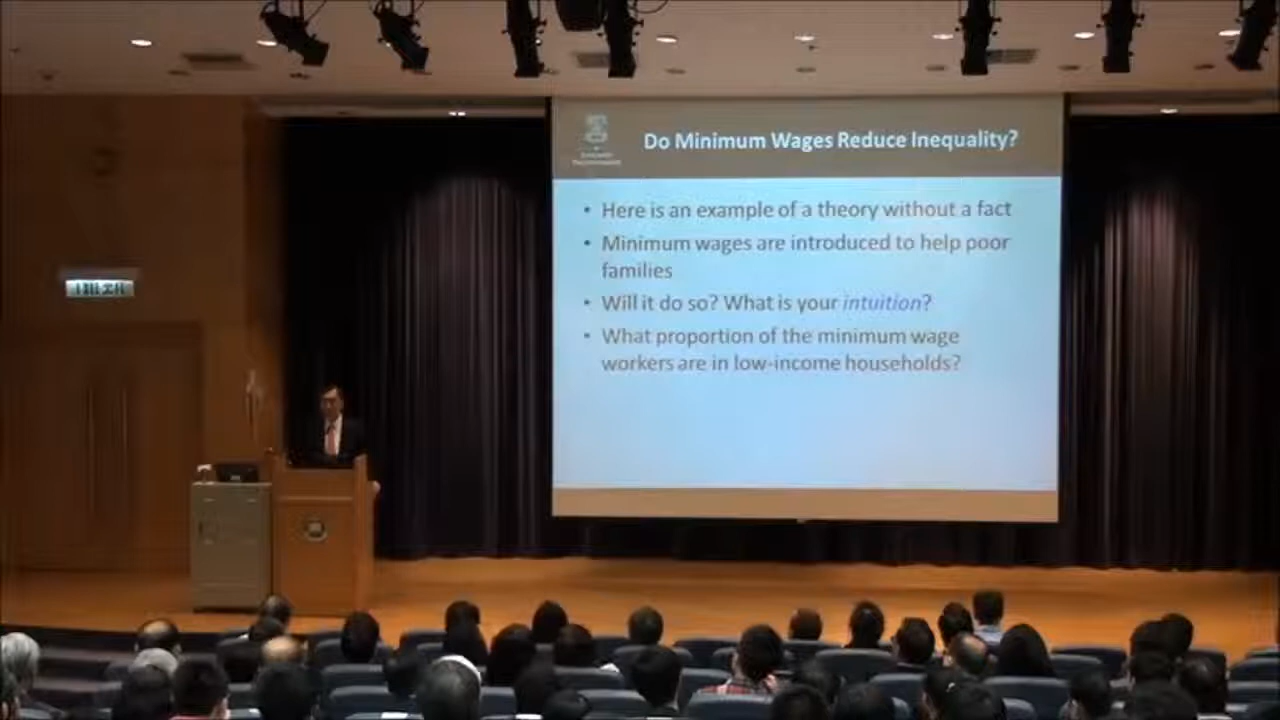 Do Minimum Wages Reduce Inequality?
• Here is an example of a theory without a fact
• Minimum wages are introduced to help poor
families
• Will it do so? What is your intuition?
• What proportion of the minimum wage
workers are in low-income households?